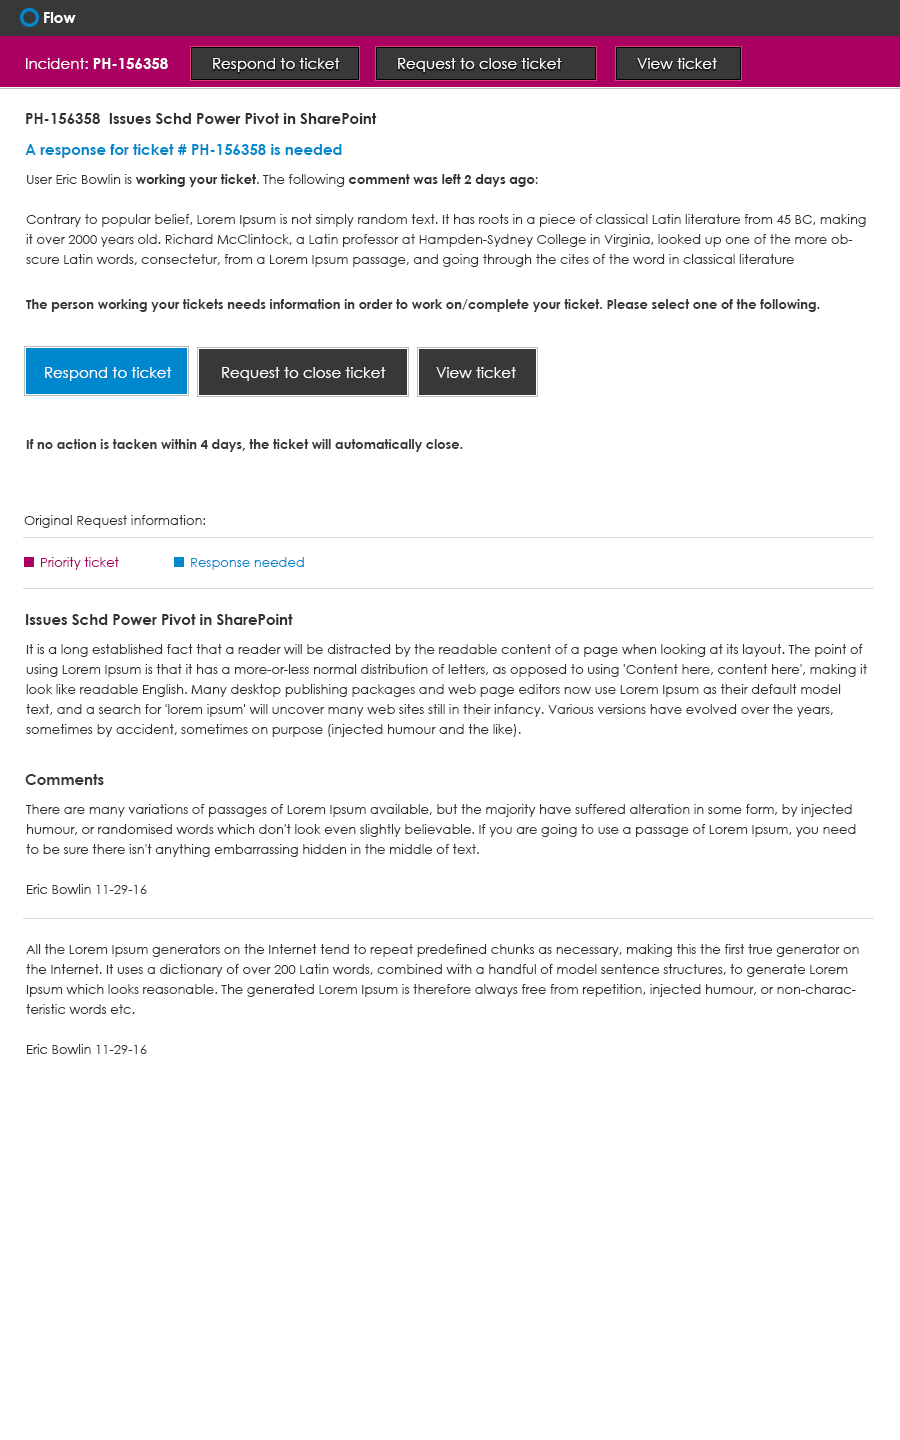 Flow
Incident: PH-156358
Respond to ticket
Request to close ticket
View ticket
PH-156358  Issues Schd Power Pivot in SharePoint
A response for ticket # PH-156358 is needed
User Eric Bowlin is working your ticket. The following comment was left 2 days ago:
Contrary to popular belief, Lorem Ipsum is not simply random text. It has roots in a piece of classical Latin literature from 45 BC, making
it over 2000 years old. Richard McClintock, a Latin professor at Hampden-Sydney College in Virginia, looked up one of the more ob-
scure Latin words, consectetur, from a Lorem Ipsum passage, and going through the cites of the word in classical literature
The person working your tickets needs information in order to work on/complete your ticket. Please select one of the following.
Respond to ticket
Request to close ticket
View ticket
If no action is tacken within 4 days, the ticket will automatically close.
Original Request information:
Priority ticket
Response needed
Issues Schd Power Pivot in SharePoint
It is a long established fact that a reader will be distracted by the readable content of a page when looking at its layout. The point of
using Lorem Ipsum is that it has a more-or-less normal distribution of letters, as opposed to using 'Content here, content here', making it
look like readable English. Many desktop publishing packages and web page editors now use Lorem Ipsum as their default model
text, and a search for 'lorem ipsum' will uncover many web sites still in their infancy. Various versions have evolved over the years,
sometimes by accident, sometimes on purpose (injected humour and the like).
Comments
There are many variations of passages of Lorem Ipsum available, but the majority have suffered alteration in some form, by injected
humour, or randomised words which don't look even slightly believable. If you are going to use a passage of Lorem Ipsum, you need
to be sure there isn't anything embarrassing hidden in the middle of text.
Eric Bowlin 11-29-16
All the Lorem Ipsum generators on the Internet tend to repeat predefined chunks as necessary, making this the first true generator on
the Internet. It uses a dictionary of over 200 Latin words, combined with a handful of model sentence structures, to generate Lorem
Ipsum which looks reasonable. The generated Lorem Ipsum is therefore always free from repetition, injected humour, or non-charac-
teristic words etc.
Eric Bowlin 11-29-16